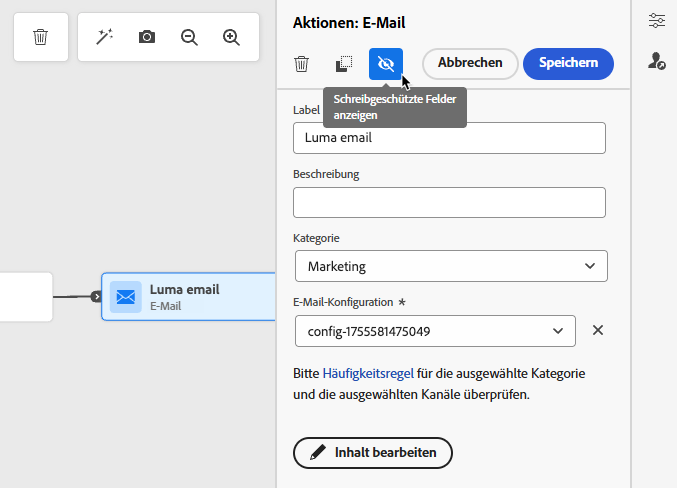 Aktionen: E-Mail
Abbrechen
Speichern
Schreibgeschützte Felder
anzeigen
Label
Luma email
Beschreibung
Kategorie
Marketing
Luma email
E-Mail
E-Mail-Konfiguration *
config-1755581475049
Bitte Häufigkeitsregel für die ausgewählte Kategorie
und die ausgewählten Kanäle überprüfen.
Inhalt bearbeiten